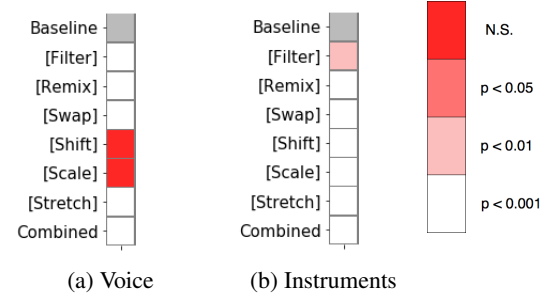 Baseline
[Filter]
[Remix]
[Swap]
[Shift]
[Scale]
[Stretch]
Combined
(a) Voice
Baseline
[Filter]
[Remix]
[Swap]
[Shift]
[Scale]
[Stretch]
Combined
(b) Instruments
N.S.
p < 0.05
p < 0.01
p < 0.001